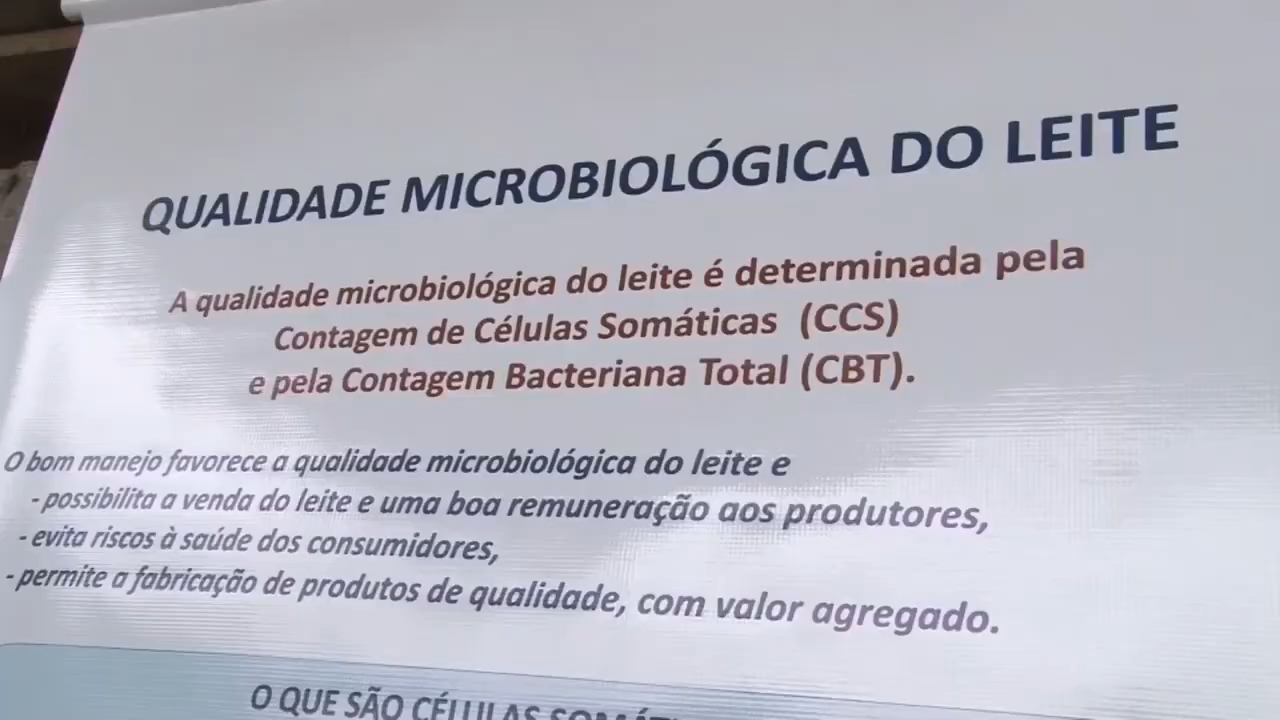 QUALIDADE MICROBIOLÓGICA DO LEITE
A qualidade microbiológica do leite é determinada pela
Contagem de Células Somáticas (CCS)
e pela Contagem Bacteriana Total (CBT).
O bom manejo favorece a qualidade microbiológica do leite e
- possibilita a venda do leite e uma boa remuneração aos produtores,
- evita riscos à saúde dos consumidores,
- permite a fabricação de produtos de qualidade, com valor agregado.
O QUE SÃO CÉLULAS